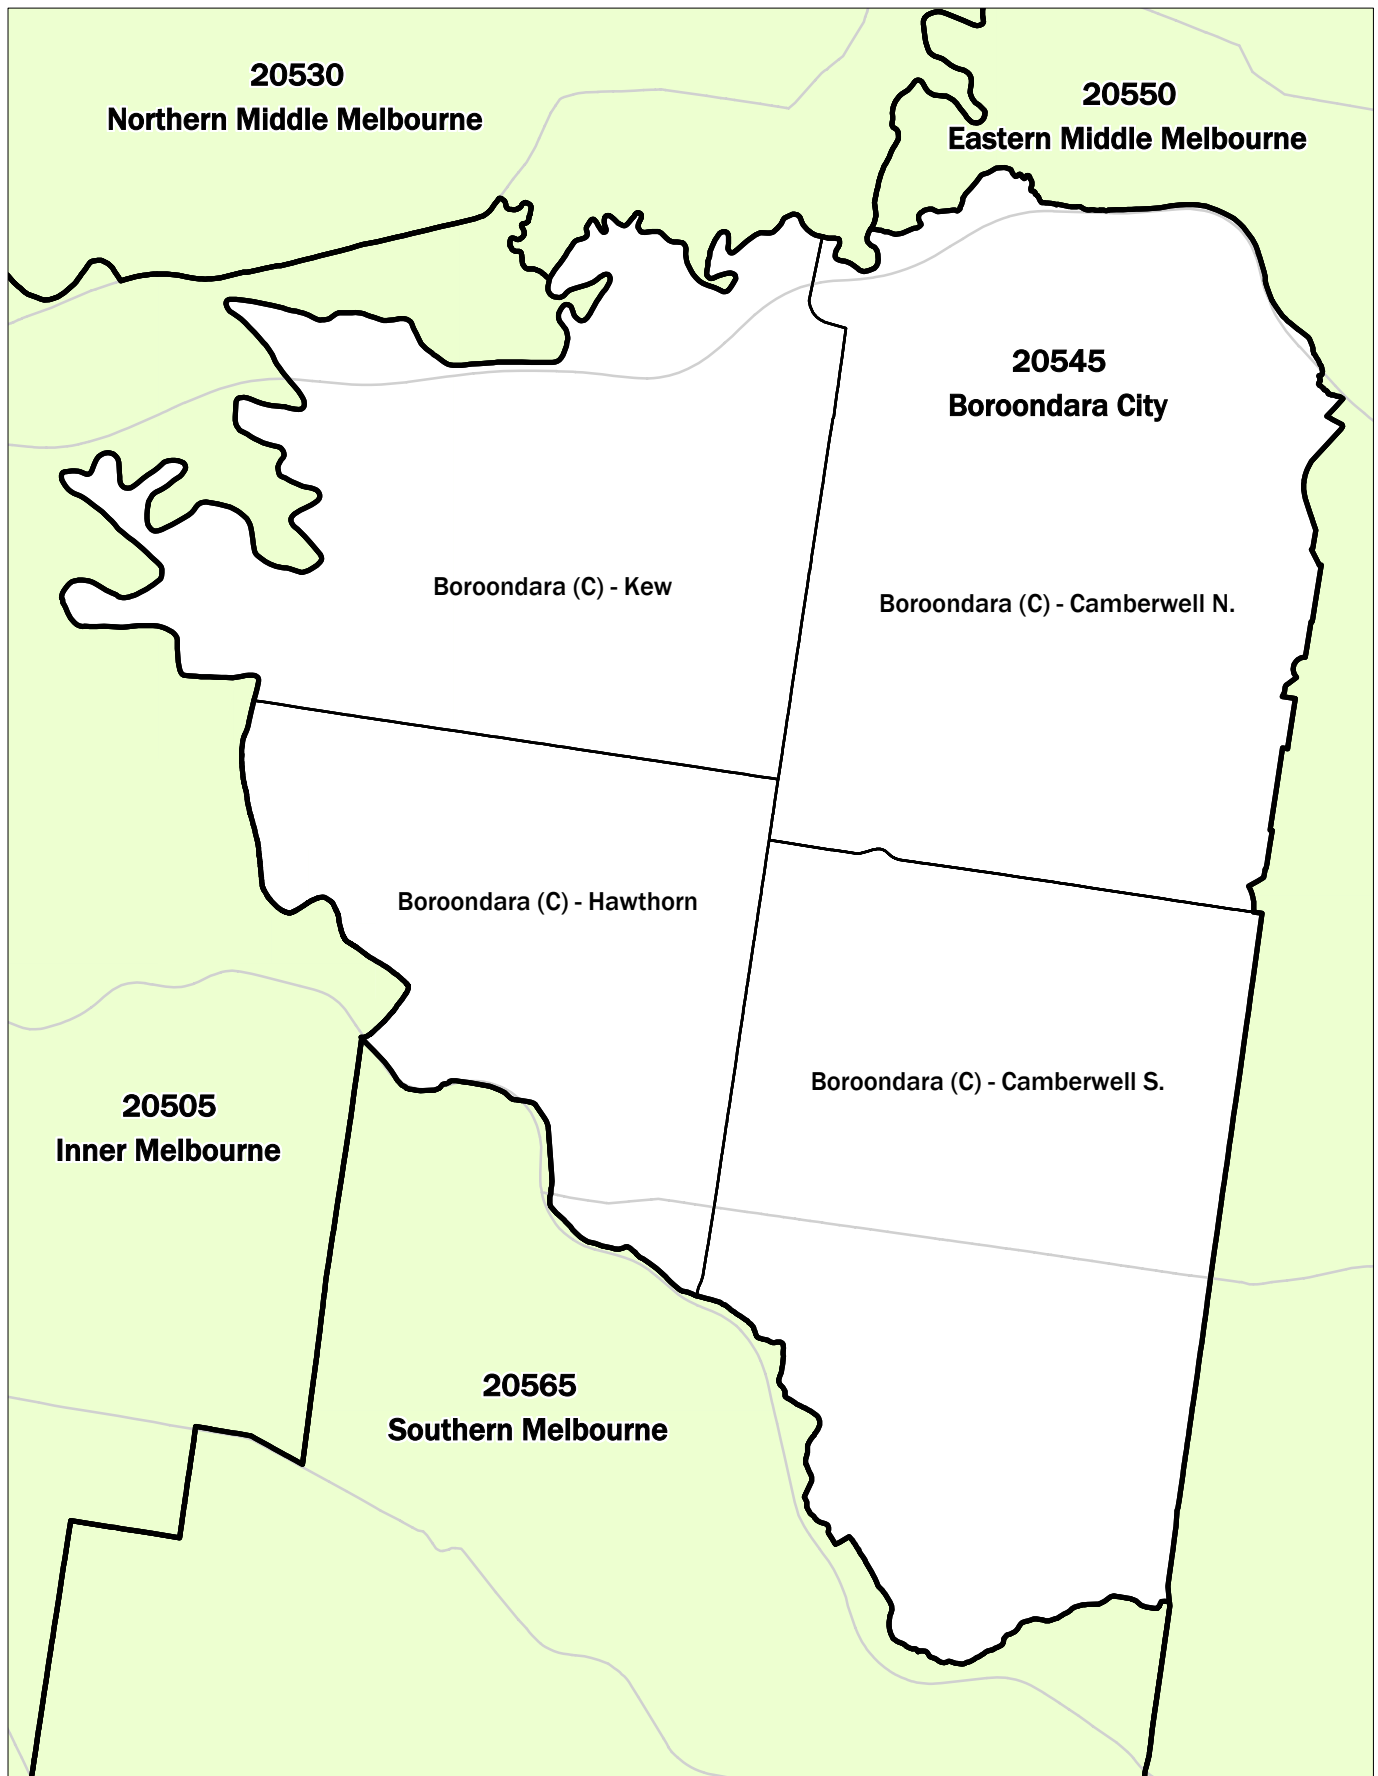 20530
Northern Middle Melbourne
20550
Eastern Middle Melbourne
20545
Boroondara City
Boroondara (C) - Kew
Boroondara (C) - Camberwell N.
Boroondara (C) - Hawthorn
Boroondara (C) - Camberwell S.
20505
Inner Melbourne
20565
Southern Melbourne